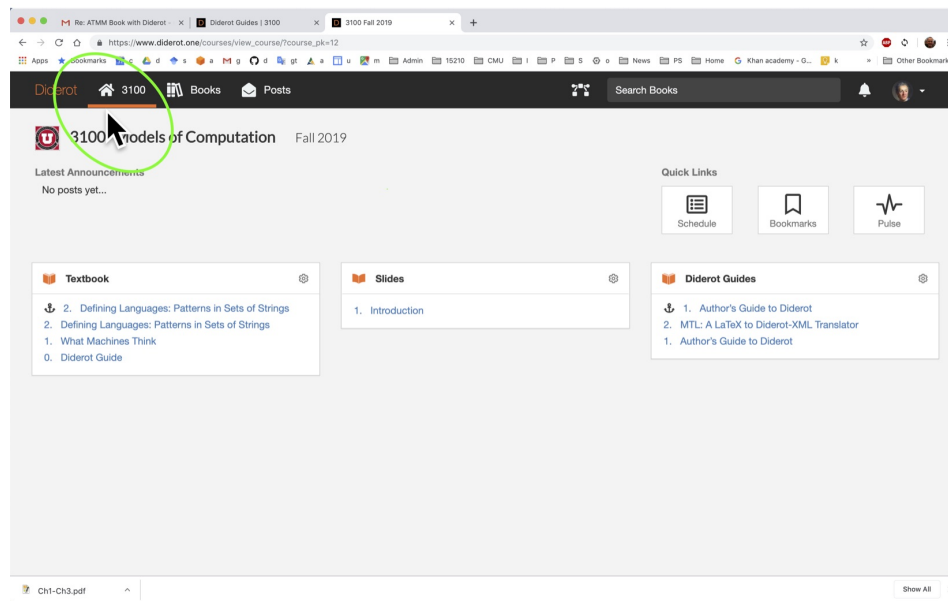 Re: ATMM Book with Diderot -
Diderot Guides | 3100
3100 Fall 2019
https://www.diderot.one/courses/view_course/?course_pk=12
Apps Bookmarks c d s a g d gt a u m Admin 15210 CMU I P S o News PS Home Khan academy - G... k » Other Bookmark
Diderot 3100 Books Posts Search Books
3100 Models of Computation Fall 2019
Latest Announcements
No posts yet...
Quick Links
Schedule Bookmarks Pulse
Textbook
2. Defining Languages: Patterns in Sets of Strings
2. Defining Languages: Patterns in Sets of Strings
1. What Machines Think
0. Diderot Guide
Slides
1. Introduction
Diderot Guides
1. Author's Guide to Diderot
2. MTL: A LaTeX to Diderot-XML Translator
1. Author's Guide to Diderot
Ch1-Ch3.pdf
Show All